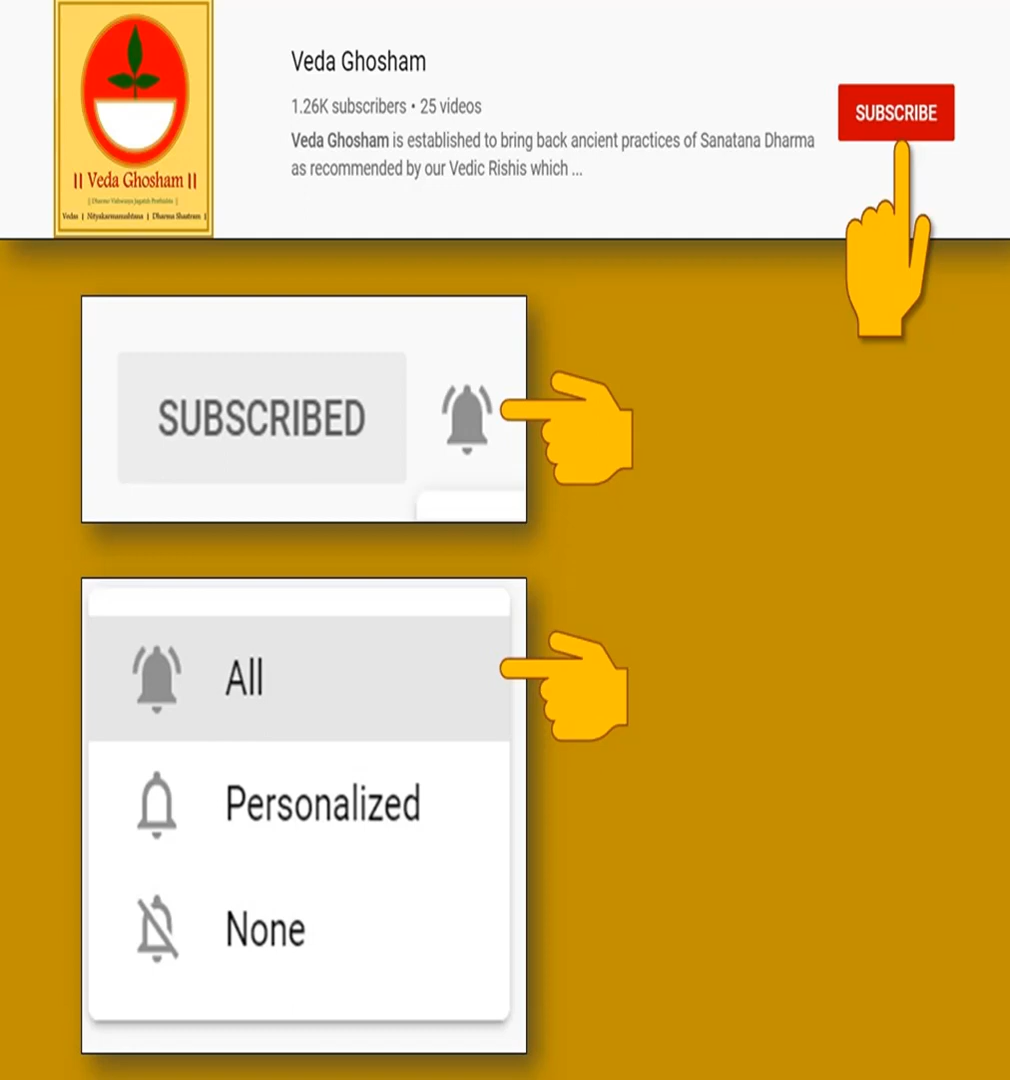 Veda Ghosham
1.26K subscribers • 25 videos
SUBSCRIBE
Veda Ghosham is established to bring back ancient practices of Sanatana Dharma
as recommended by our Vedic Rishis which ...
|| Veda Ghosham ||
Vedas | Nityakarmanushtana | Dharma Shastram |
SUBSCRIBED
All
Personalized
None